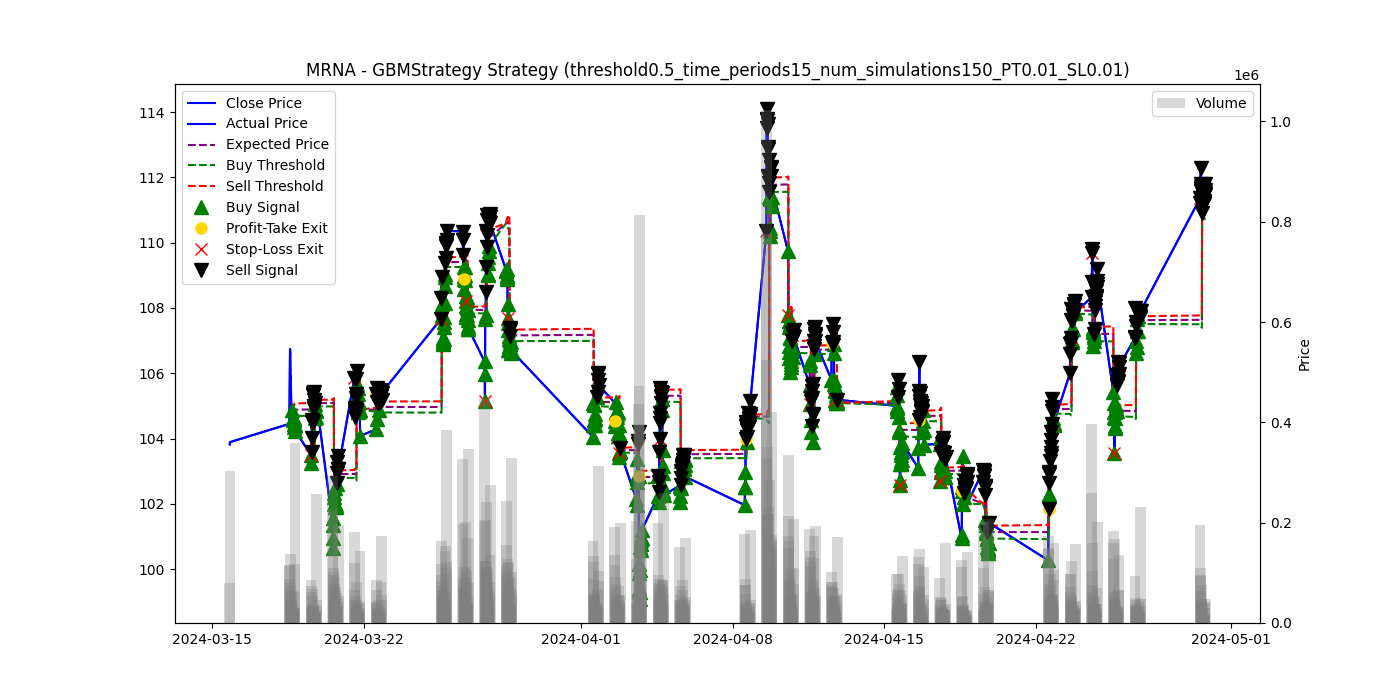 MRNA - GBMStrategy Strategy (threshold0.5_time_periods15_num_simulations150_PT0.01_SL0.01)
1e6
Close Price
Actual Price
Expected Price
Buy Threshold
Sell Threshold
Buy Signal
Profit-Take Exit
Stop-Loss Exit
Sell Signal
Volume
114
112
110
108
106
104
102
100
1.0
0.8
0.6
0.4
0.2
0.0
Price
2024-03-15
2024-03-22
2024-04-01
2024-04-08
2024-04-15
2024-04-22
2024-05-01